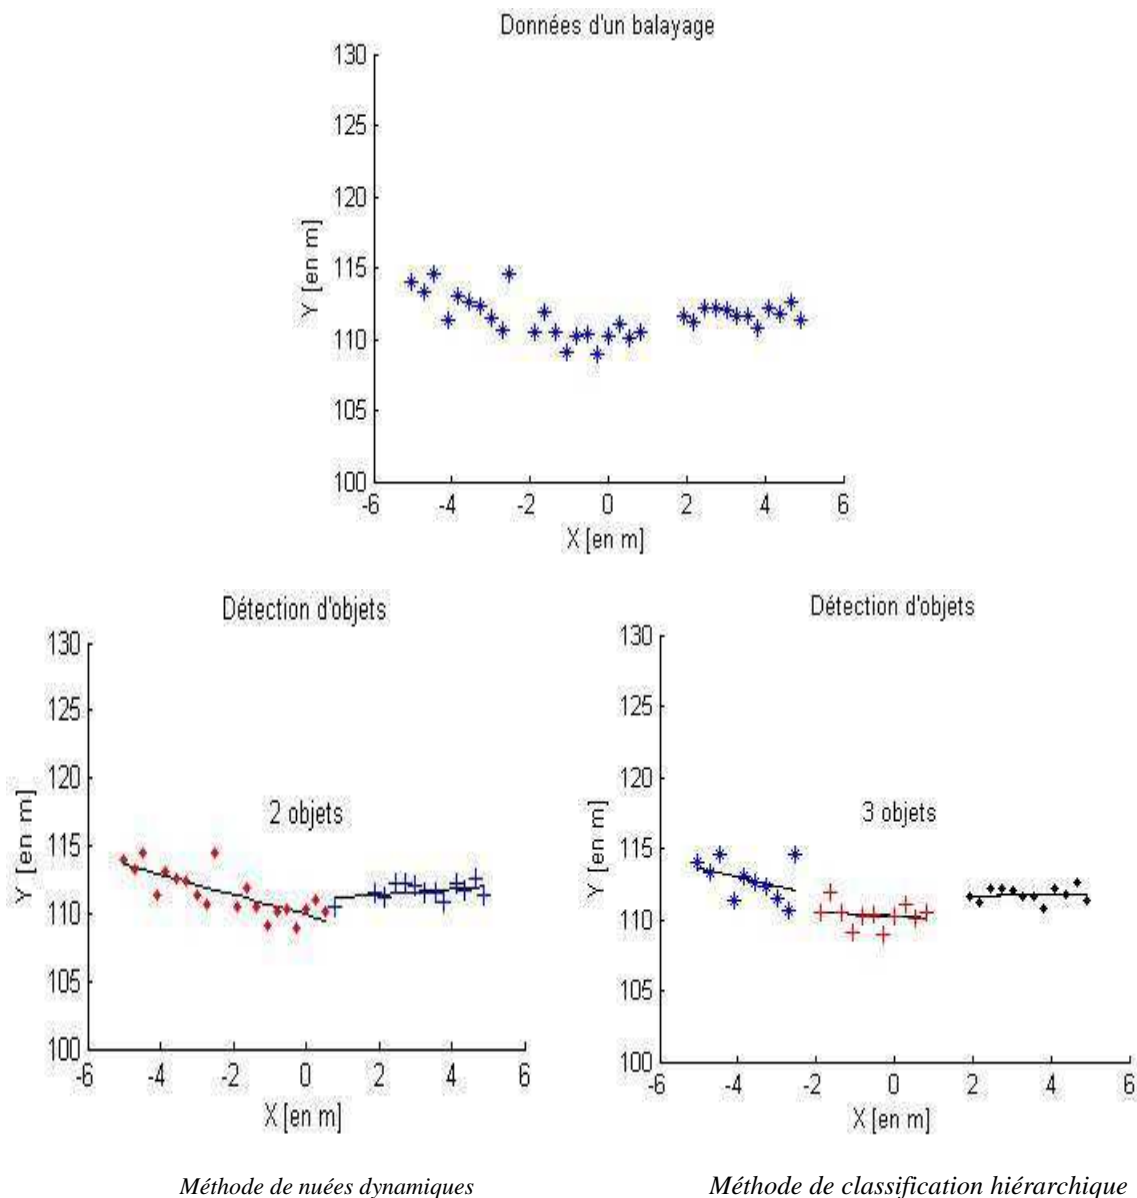 Données d'un balayage
130
125
120
115
110
105
100
Y [en m]
-6 -4 -2 0 2 4 6
X [en m]
Détection d'objets
130
125
120
115
110
105
100
Y [en m]
2 objets
-6 -4 -2 0 2 4 6
X [en m]
Méthode de nuées dynamiques
Détection d'objets
130
125
120
115
110
105
100
Y [en m]
3 objets
-6 -4 -2 0 2 4 6
X [en m]
Méthode de classification hiérarchique